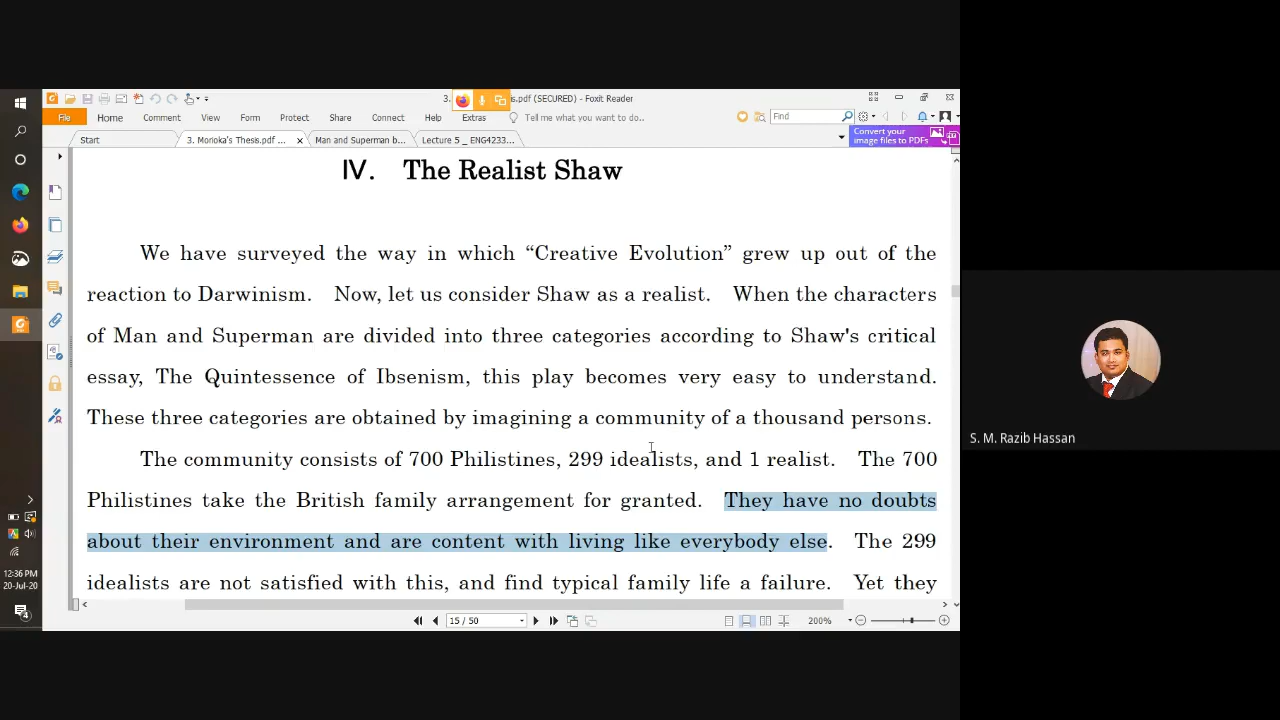 3. is.pdf (SECURED) - Foxit Reader
File Home Comment View Form Protect Share Connect Help Extras Tell me what you want to do.. Find
Start 3. Morioka's Thesis.pdf ... Man and Superman b... Lecture 5 _ ENG4233... Convert your
image files to PDFs
IV. The Realist Shaw
We have surveyed the way in which “Creative Evolution” grew up out of the
reaction to Darwinism. Now, let us consider Shaw as a realist. When the characters
of Man and Superman are divided into three categories according to Shaw's critical
essay, The Quintessence of Ibsenism, this play becomes very easy to understand.
These three categories are obtained by imagining a community of a thousand persons.
The community consists of 700 Philistines, 299 idealists, and 1 realist. The 700
Philistines take the British family arrangement for granted. They have no doubts
about their environment and are content with living like everybody else. The 299
idealists are not satisfied with this, and find typical family life a failure. Yet they
15 / 50 200%
12:36 PM
20-Jul-20
4
S. M. Razib Hassan